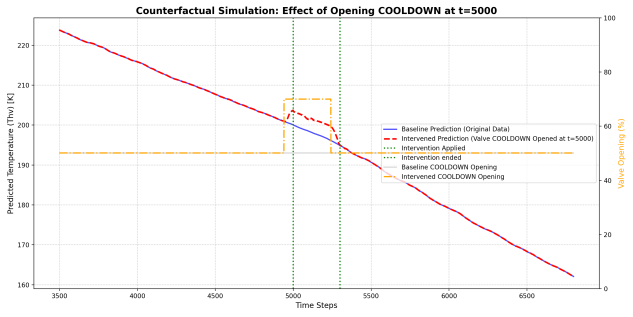 Counterfactual Simulation: Effect of Opening COOLDOWN at t=5000
Predicted Temperature (Thv) [K]
220
210
200
190
180
170
160
100
80
60
40
20
0
Valve Opening (%)
Baseline Prediction (Original Data)
Intervened Prediction (Valve COOLDOWN Opened at t=5000)
Intervention Applied
Intervention ended
Baseline COOLDOWN Opening
Intervened COOLDOWN Opening
3500 4000 4500 5000 5500 6000 6500
Time Steps